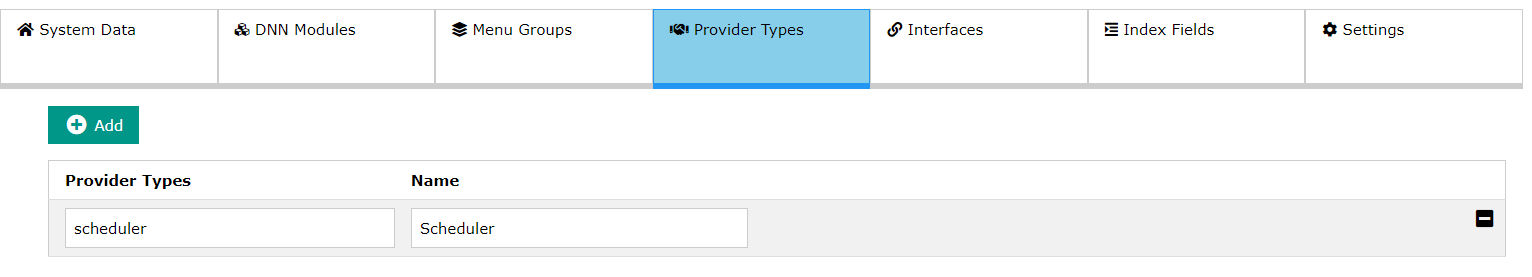 System Data DNN Modules Menu Groups Provider Types Interfaces Index Fields Settings
Add
Provider Types Name
scheduler Scheduler